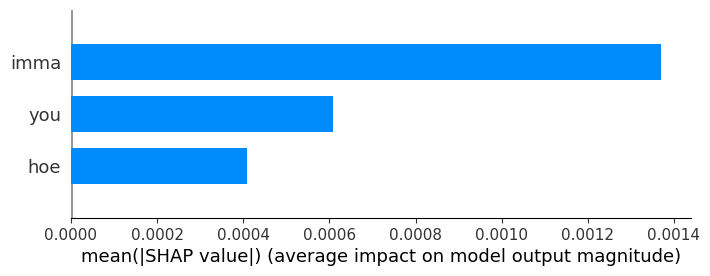 imma
you
hoe
0.0000 0.0002 0.0004 0.0006 0.0008 0.0010 0.0012 0.0014
mean(|SHAP value|) (average impact on model output magnitude)